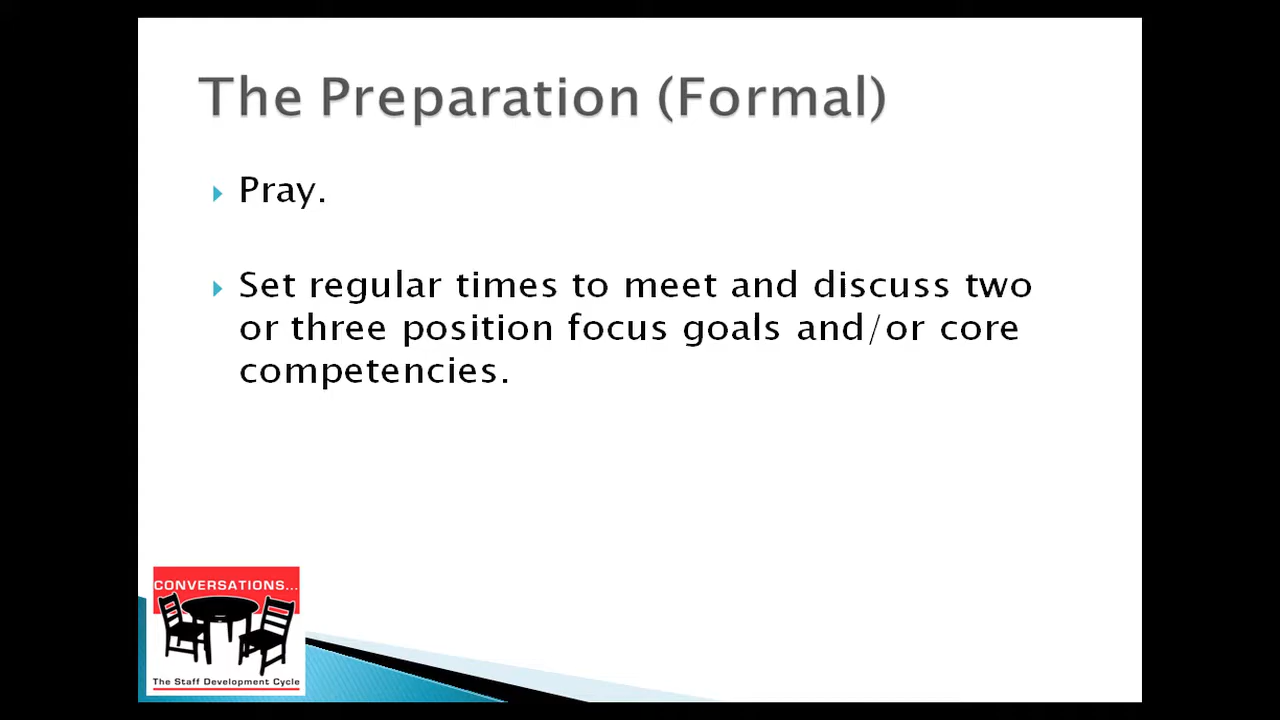 The Preparation (Formal)
Pray.
Set regular times to meet and discuss two
or three position focus goals and/or core
competencies.
CONVERSATIONS...
The Staff Development Cycle